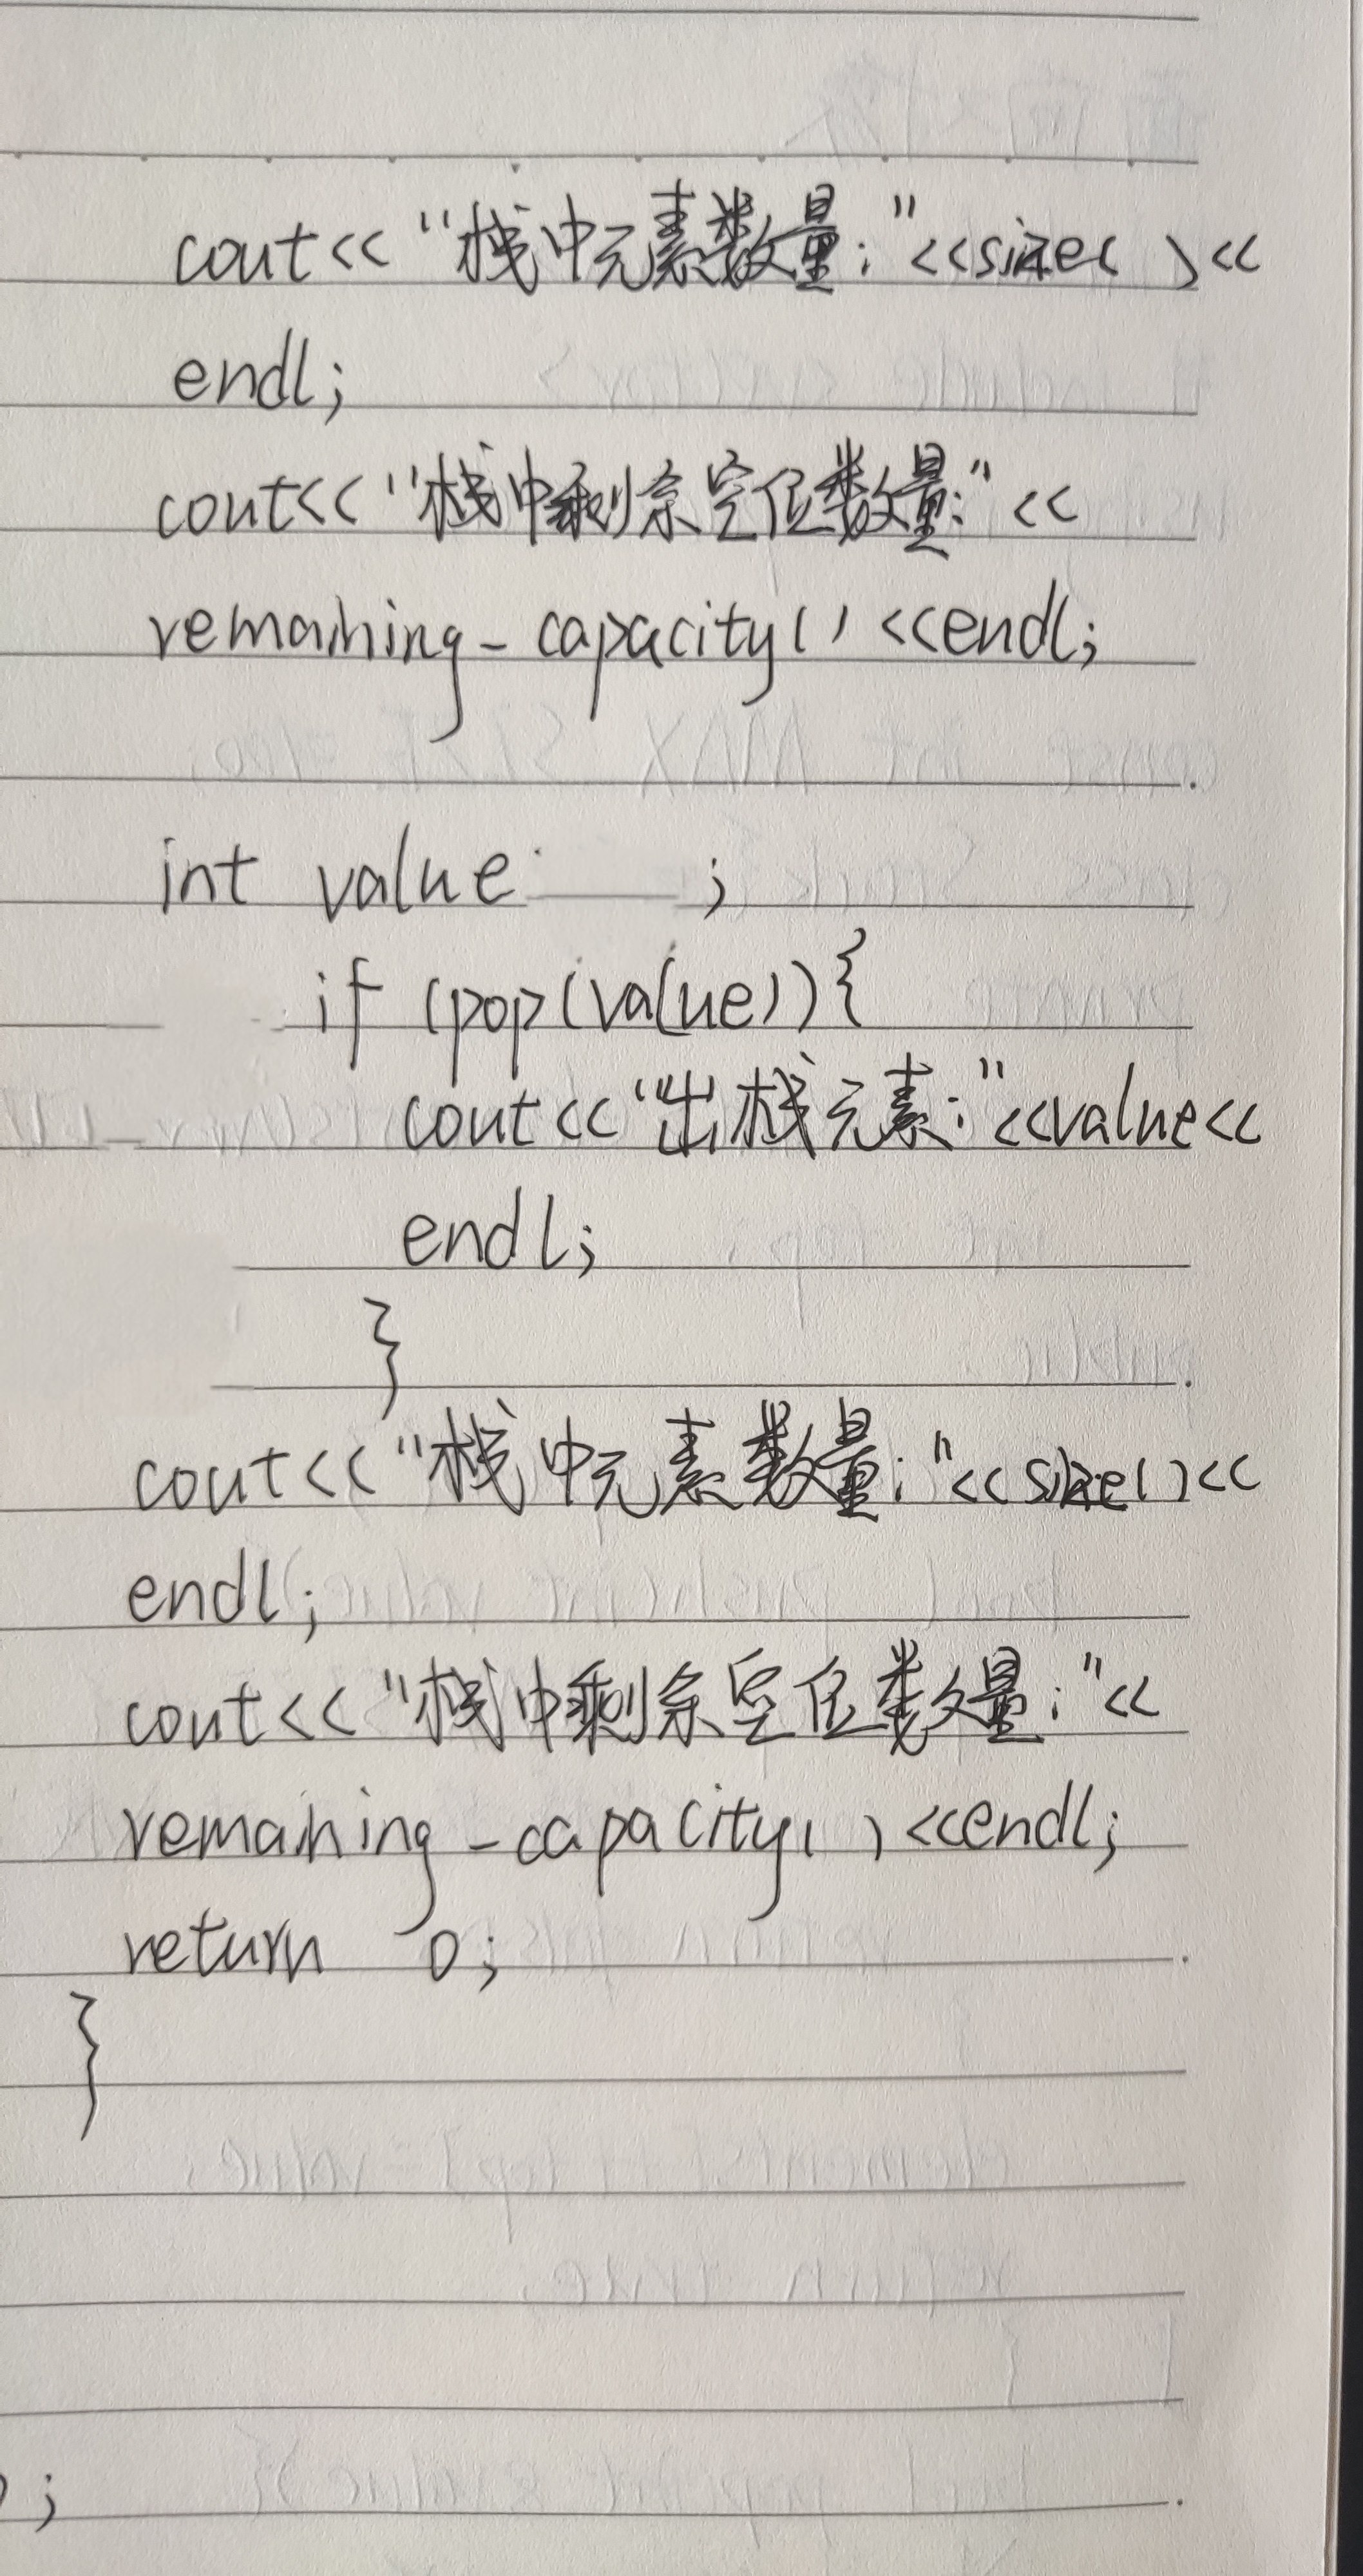 cout<<"栈中元素数量:"<<size( )<<
endl;
cout<<"栈中剩余空位数量:"<<
remaining_capacity( )<<endl;
int value ;
if (pop(value)){
cout<<"出栈元素:"<<value<<
endl;
}
cout<<"栈中元素数量:"<<size()<<
endl;
cout<<"栈中剩余空位数量:"<<
remaining_capacity( )<<endl;
return 0;
}
;